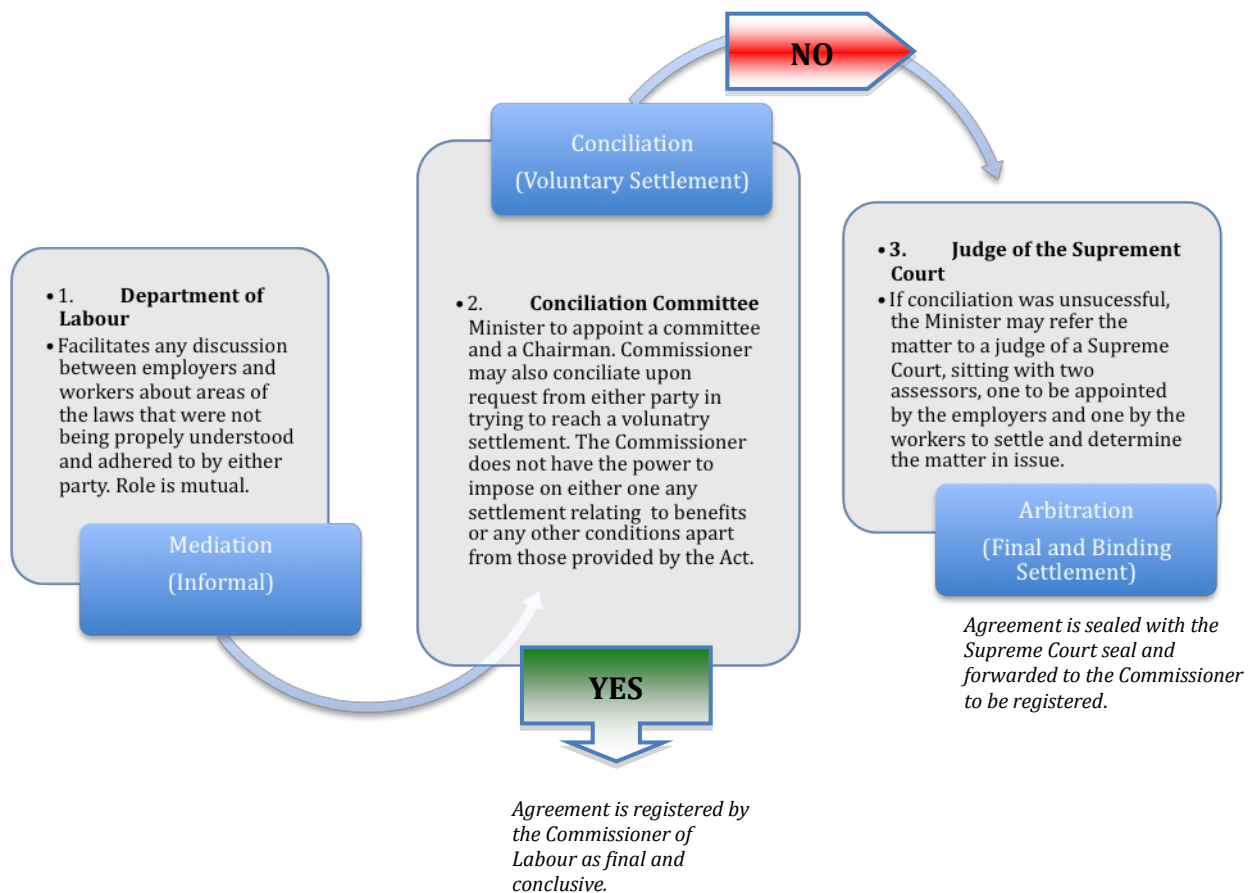 NO
Conciliation
(Voluntary Settlement)
• 1. Department of
Labour
• Facilitates any discussion
between employers and
workers about areas of
the laws that were not
being propely understood
and adhered to by either
party. Role is mutual.
Mediation
(Informal)
• 2. Conciliation Committee
Minister to appoint a committee
and a Chairman. Commissioner
may also conciliate upon
request from either party in
trying to reach a volunatry
settlement. The Commissioner
does not have the power to
impose on either one any
settlement relating to benefits
or any other conditions apart
from those provided by the Act.
YES
Agreement is registered by
the Commissioner of
Labour as final and
conclusive.
• 3. Judge of the Suprement
Court
• If conciliation was unsucessful,
the Minister may refer the
matter to a judge of a Supreme
Court, sitting with two
assessors, one to be appointed
by the employers and one by the
workers to settle and determine
the matter in issue.
Arbitration
(Final and Binding
Settlement)
Agreement is sealed with the
Supreme Court seal and
forwarded to the Commissioner
to be registered.